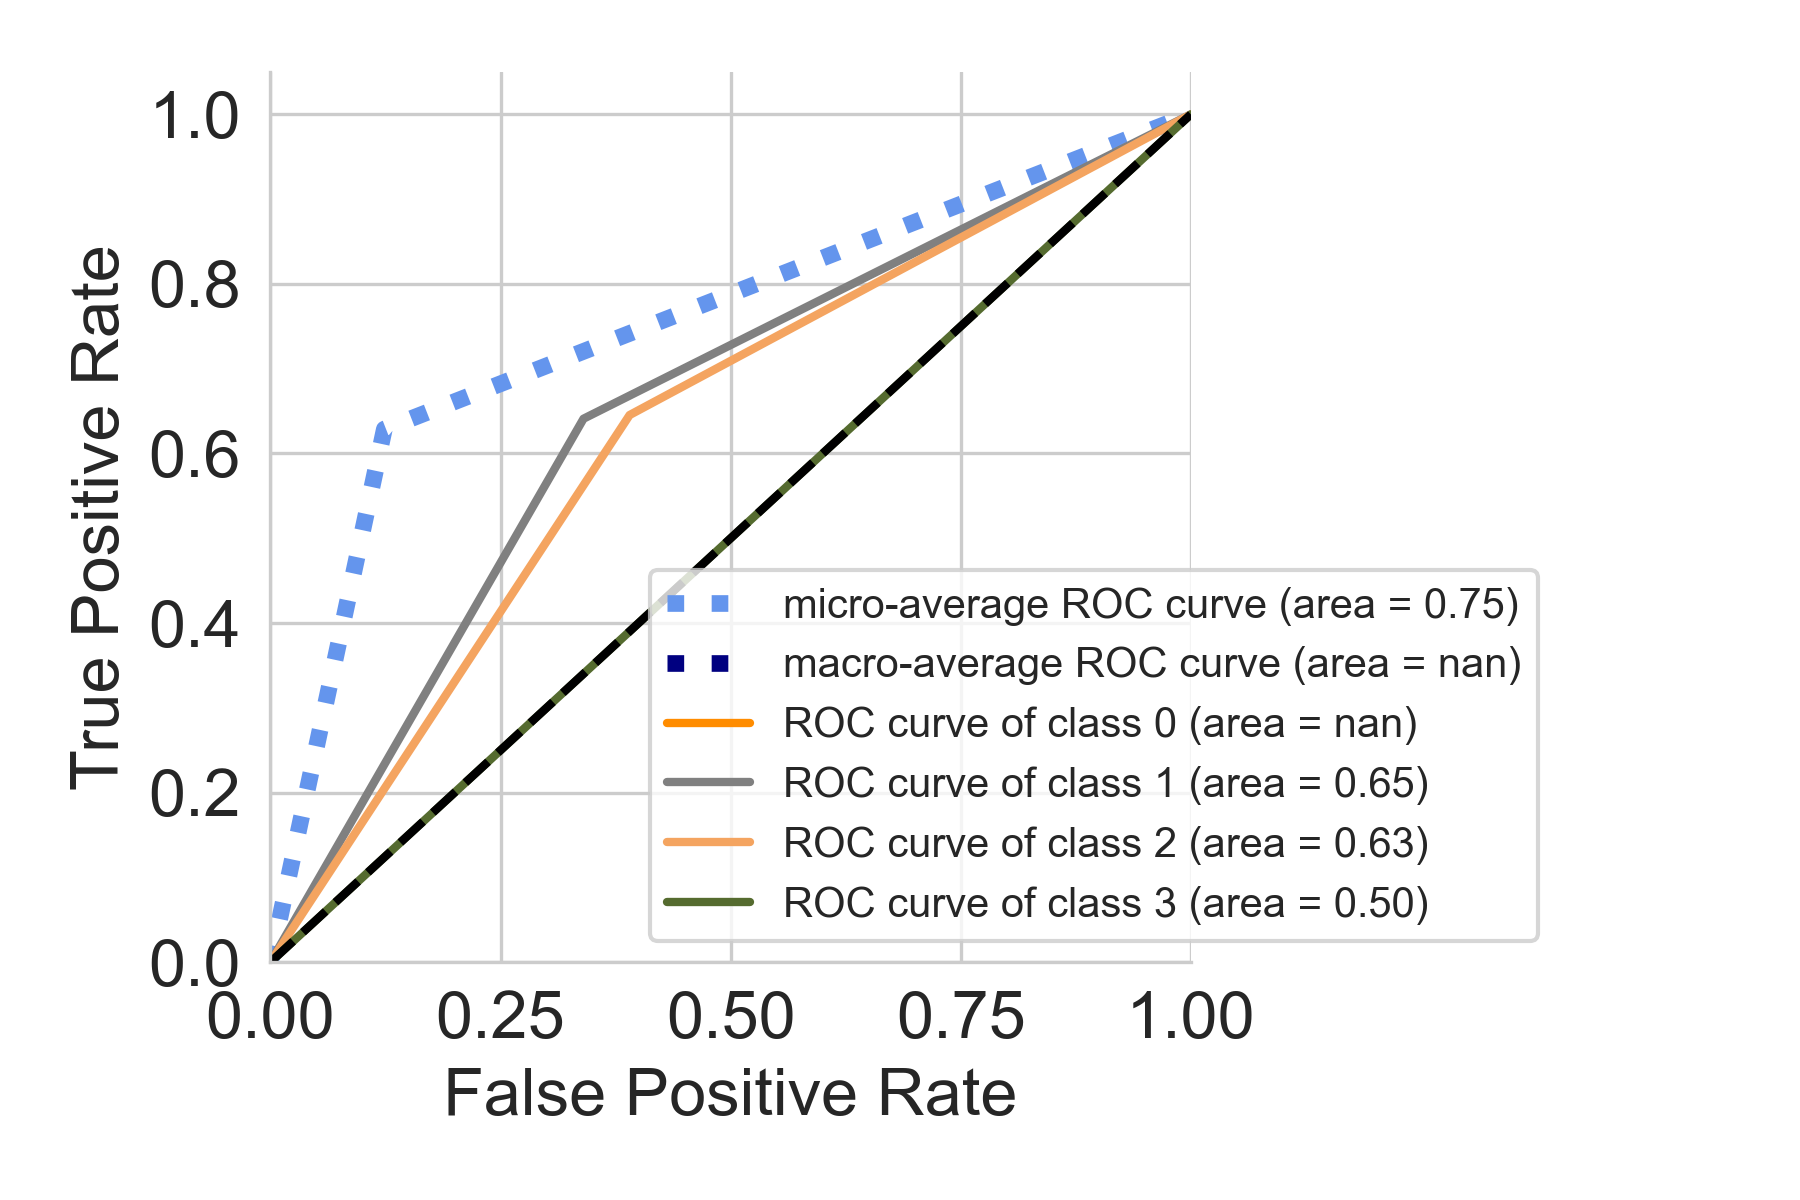 True Positive Rate
1.0
0.8
0.6
0.4
0.2
0.0
0.00 0.25 0.50 0.75 1.00
False Positive Rate
micro-average ROC curve (area = 0.75)
macro-average ROC curve (area = nan)
ROC curve of class 0 (area = nan)
ROC curve of class 1 (area = 0.65)
ROC curve of class 2 (area = 0.63)
ROC curve of class 3 (area = 0.50)